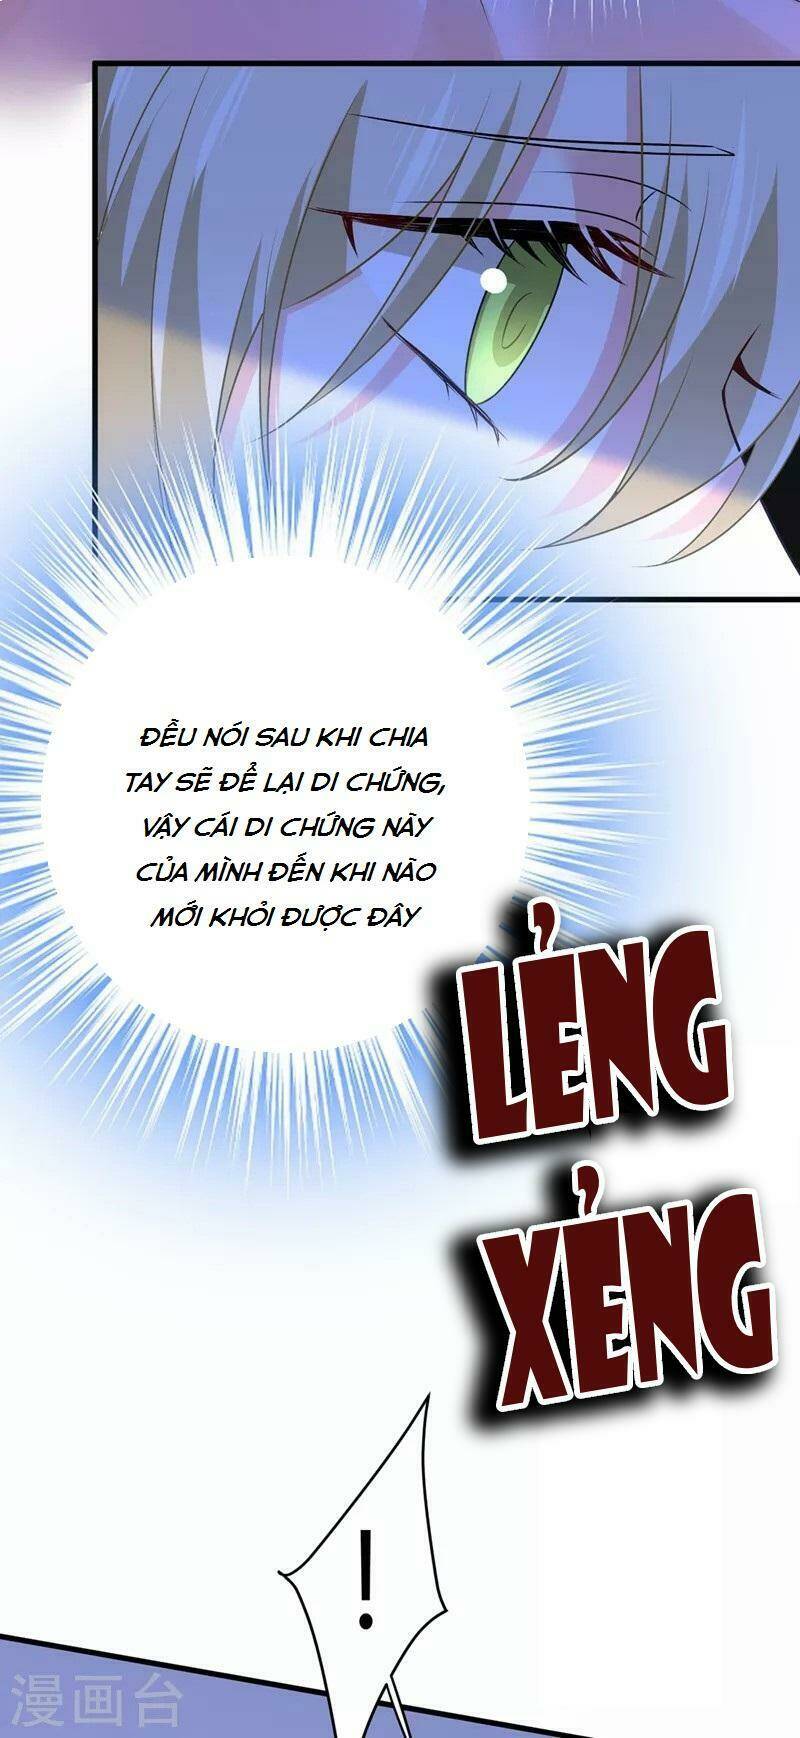 ĐỀU NÓI SAU KHI CHIA
TAY SẼ ĐỂ LẠI DI CHỨNG,
VẬY CÁI DI CHỨNG NÀY
CỦA MÌNH ĐẾN KHI NÀO
MỚI KHỎI ĐƯỢC ĐÂY
LẺNG
XẺNG
!
漫画台